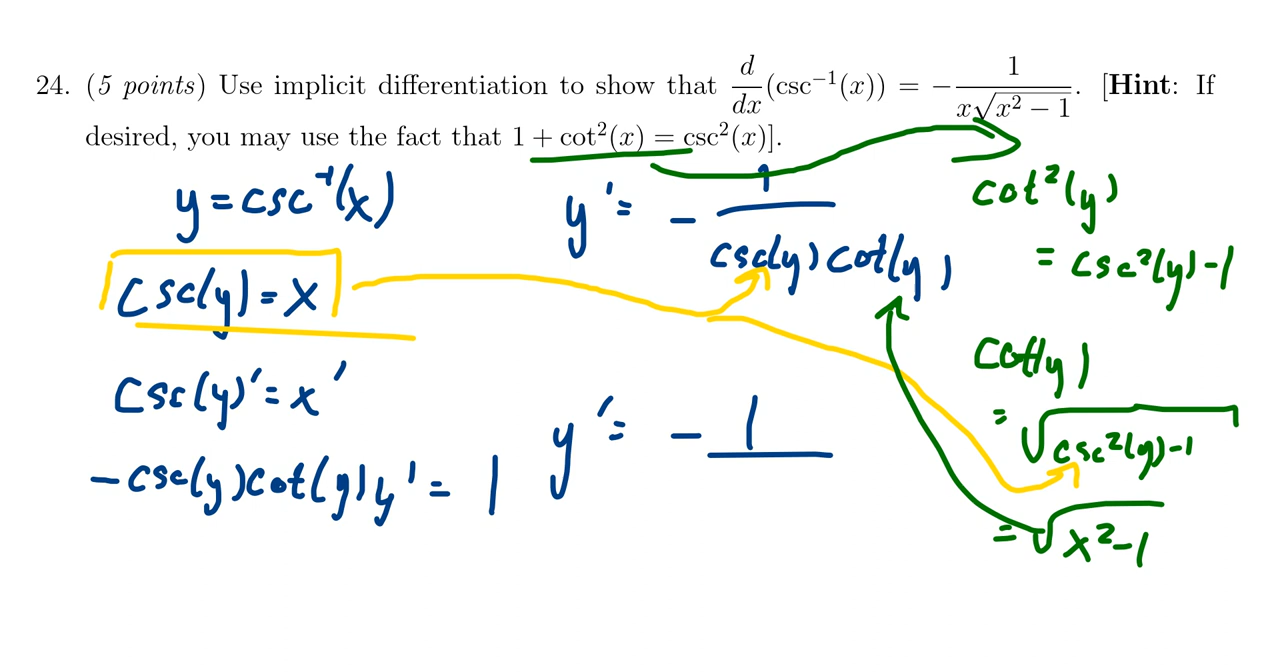 24. (5 points) Use implicit differentiation to show that d/dx (csc⁻¹(x)) = − 1/(x√(x² − 1)). [Hint: If
desired, you may use the fact that 1 + cot²(x) = csc²(x)].
y = csc⁻¹(x)
csc(y) = x
csc(y)' = x'
-csc(y)cot(y)y' = 1
y' = - 1/(csc(y)cot(y))
y' = - 1/
cot²(y)
= csc²(y)-1
cot(y)
= √(csc²(y)-1)
= √(x²-1)